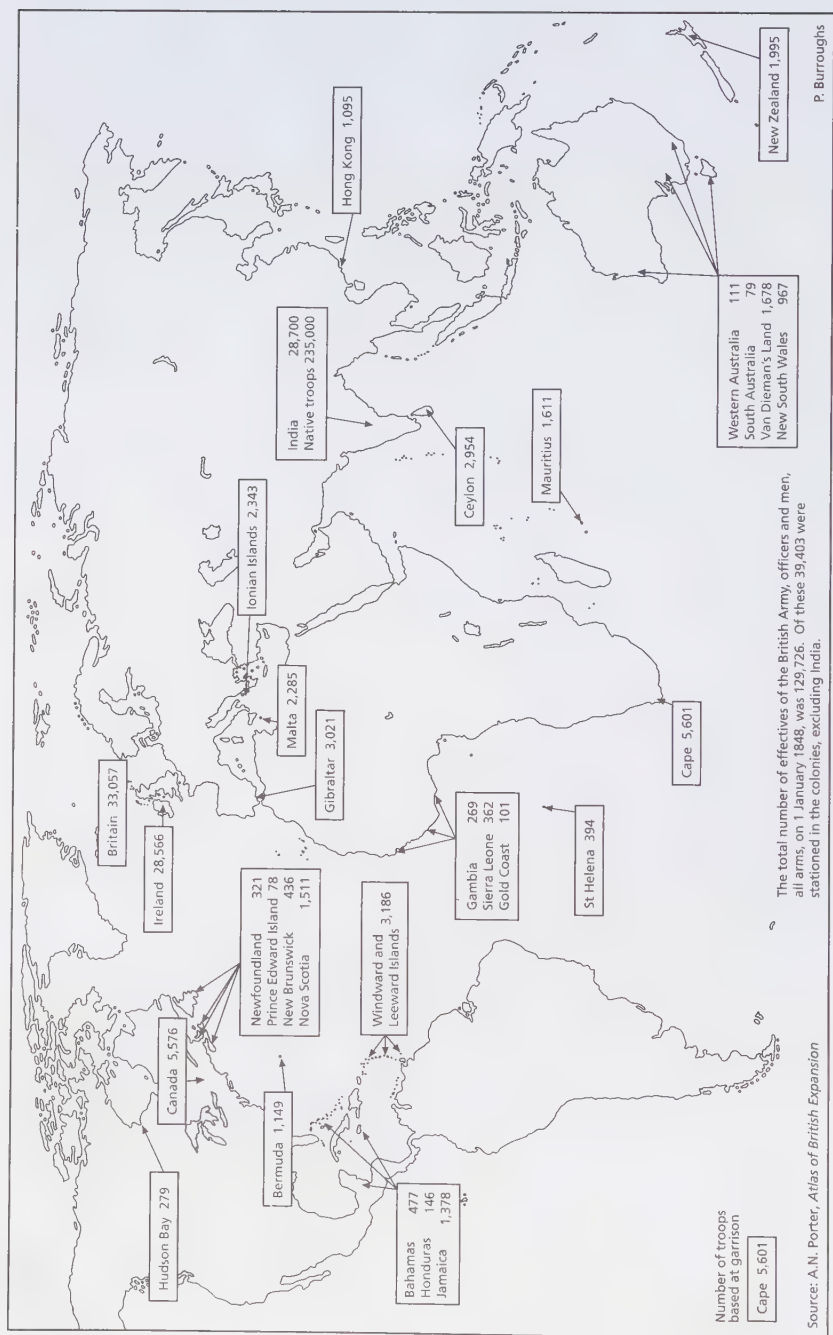 Hudson Bay 279
Canada 5,576
Newfoundland 321
Prince Edward Island 78
New Brunswick 436
Nova Scotia 1,511
Ireland 28,566
Britain 33,057
Bermuda 1,149
Bahamas 477
Honduras 146
Jamaica 1,378
Windward and 3,186
Leeward Islands
Gibraltar 3,021
Malta 2,285
Ionian Islands 2,343
Gambia 269
Sierra Leone 362
Gold Coast 101
St Helena 394
Cape 5,601
India 28,700
Native troops 235,000
Ceylon 2,954
Mauritius 1,611
Hong Kong 1,095
Western Australia 111
South Australia 79
Van Dieman's Land 1,678
New South Wales 967
New Zealand 1,995
Number of troops
based at garrison
Cape 5,601
The total number of effectives of the British Army, officers and men,
all arms, on 1 January 1848, was 129,726. Of these 39,403 were
stationed in the colonies, excluding India.
Source: A.N. Porter, Atlas of British Expansion
P. Burroughs